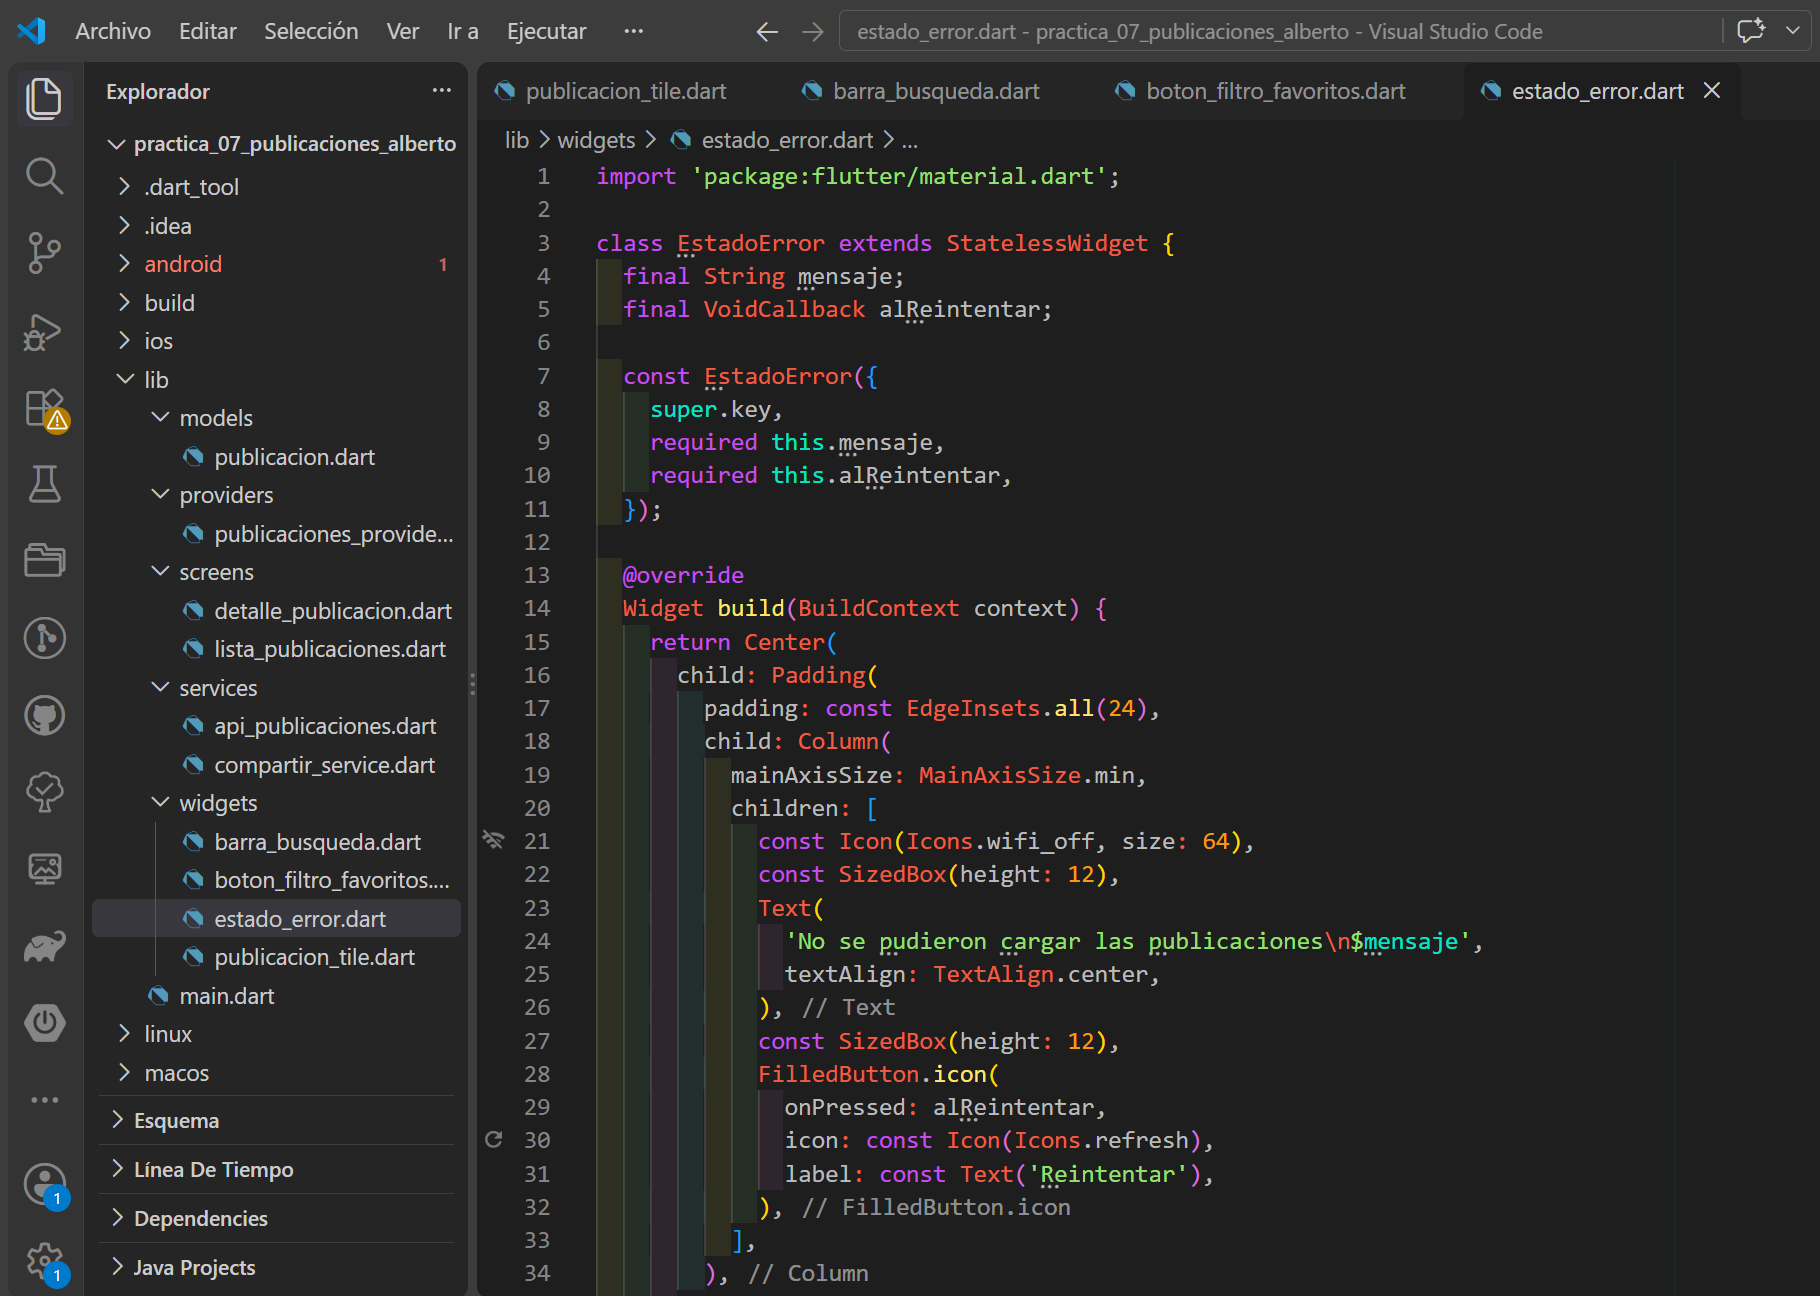 Archivo Editar Selección Ver Ir a Ejecutar ··· estado_error.dart - practica_07_publicaciones_alberto - Visual Studio Code
Explorador ···
practica_07_publicaciones_alberto
.dart_tool
.idea
android 1
build
ios
lib
models
publicacion.dart
providers
publicaciones_provide...
screens
detalle_publicacion.dart
lista_publicaciones.dart
services
api_publicaciones.dart
compartir_service.dart
widgets
barra_busqueda.dart
boton_filtro_favoritos....
estado_error.dart
publicacion_tile.dart
main.dart
linux
macos
Esquema
Línea De Tiempo
Dependencies
Java Projects
1
1
publicacion_tile.dart barra_busqueda.dart boton_filtro_favoritos.dart estado_error.dart
lib > widgets > estado_error.dart > ...
1 import 'package:flutter/material.dart';
2
3 class EstadoError extends StatelessWidget {
4 final String mensaje;
5 final VoidCallback alReintentar;
6
7 const EstadoError({
8 super.key,
9 required this.mensaje,
10 required this.alReintentar,
11 });
12
13 @override
14 Widget build(BuildContext context) {
15 return Center(
16 child: Padding(
17 padding: const EdgeInsets.all(24),
18 child: Column(
19 mainAxisSize: MainAxisSize.min,
20 children: [
21 const Icon(Icons.wifi_off, size: 64),
22 const SizedBox(height: 12),
23 Text(
24 'No se pudieron cargar las publicaciones\n$mensaje',
25 textAlign: TextAlign.center,
26 ), // Text
27 const SizedBox(height: 12),
28 FilledButton.icon(
29 onPressed: alReintentar,
30 icon: const Icon(Icons.refresh),
31 label: const Text('Reintentar'),
32 ), // FilledButton.icon
33 ],
34 ), // Column